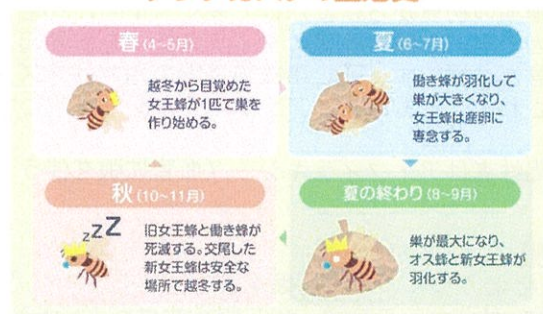 春(4~5月)
越冬から目覚めた
女王蜂が1匹で巣を
作り始める。
夏(6~7月)
働き蜂が羽化して
巣が大きくなり、
女王蜂は産卵に
専念する。
夏の終わり(8~9月)
巣が最大になり、
オス蜂と新女王蜂が
羽化する。
秋(10~11月)
zzZ
旧女王蜂と働き蜂が
死滅する。交尾した
新女王蜂は安全な
場所で越冬する。